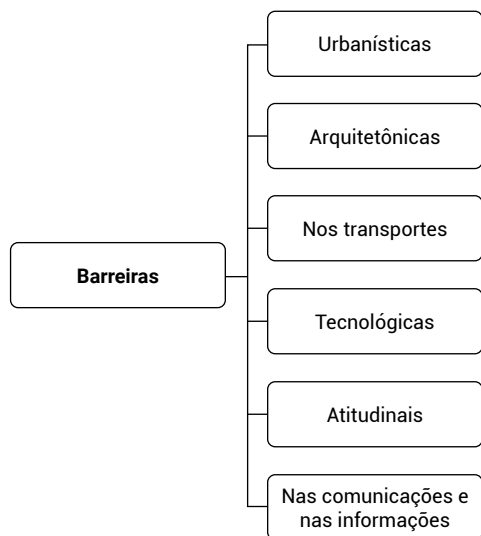 Urbanísticas
Arquitetônicas
Nos transportes
Barreiras
Tecnológicas
Atitudinais
Nas comunicações e
nas informações